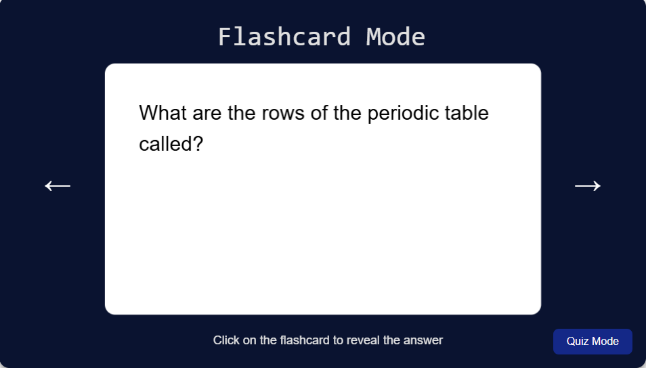 Flashcard Mode
What are the rows of the periodic table
called?
← →
Click on the flashcard to reveal the answer
Quiz Mode